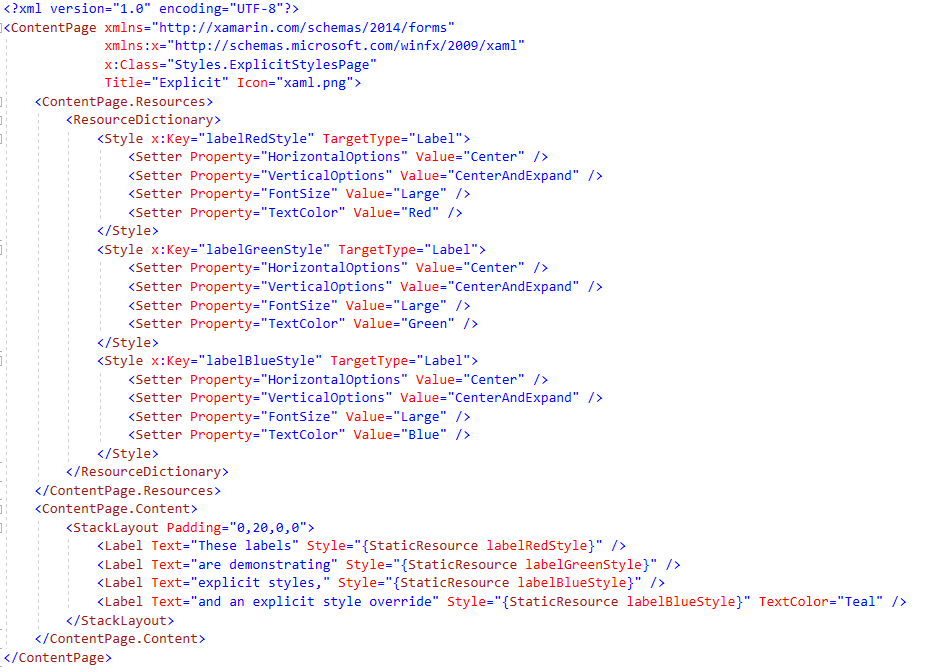 <?xml version="1.0" encoding="UTF-8"?>
<ContentPage xmlns="http://xamarin.com/schemas/2014/forms"
             xmlns:x="http://schemas.microsoft.com/winfx/2009/xaml"
             x:Class="Styles.ExplicitStylesPage"
             Title="Explicit" Icon="xaml.png">
    <ContentPage.Resources>
        <ResourceDictionary>
            <Style x:Key="labelRedStyle" TargetType="Label">
                <Setter Property="HorizontalOptions" Value="Center" />
                <Setter Property="VerticalOptions" Value="CenterAndExpand" />
                <Setter Property="FontSize" Value="Large" />
                <Setter Property="TextColor" Value="Red" />
            </Style>
            <Style x:Key="labelGreenStyle" TargetType="Label">
                <Setter Property="HorizontalOptions" Value="Center" />
                <Setter Property="VerticalOptions" Value="CenterAndExpand" />
                <Setter Property="FontSize" Value="Large" />
                <Setter Property="TextColor" Value="Green" />
            </Style>
            <Style x:Key="labelBlueStyle" TargetType="Label">
                <Setter Property="HorizontalOptions" Value="Center" />
                <Setter Property="VerticalOptions" Value="CenterAndExpand" />
                <Setter Property="FontSize" Value="Large" />
                <Setter Property="TextColor" Value="Blue" />
            </Style>
        </ResourceDictionary>
    </ContentPage.Resources>
    <ContentPage.Content>
        <StackLayout Padding="0,20,0,0">
            <Label Text="These labels" Style="{StaticResource labelRedStyle}" />
            <Label Text="are demonstrating" Style="{StaticResource labelGreenStyle}" />
            <Label Text="explicit styles," Style="{StaticResource labelBlueStyle}" />
            <Label Text="and an explicit style override" Style="{StaticResource labelBlueStyle}" TextColor="Teal" />
        </StackLayout>
    </ContentPage.Content>
</ContentPage>